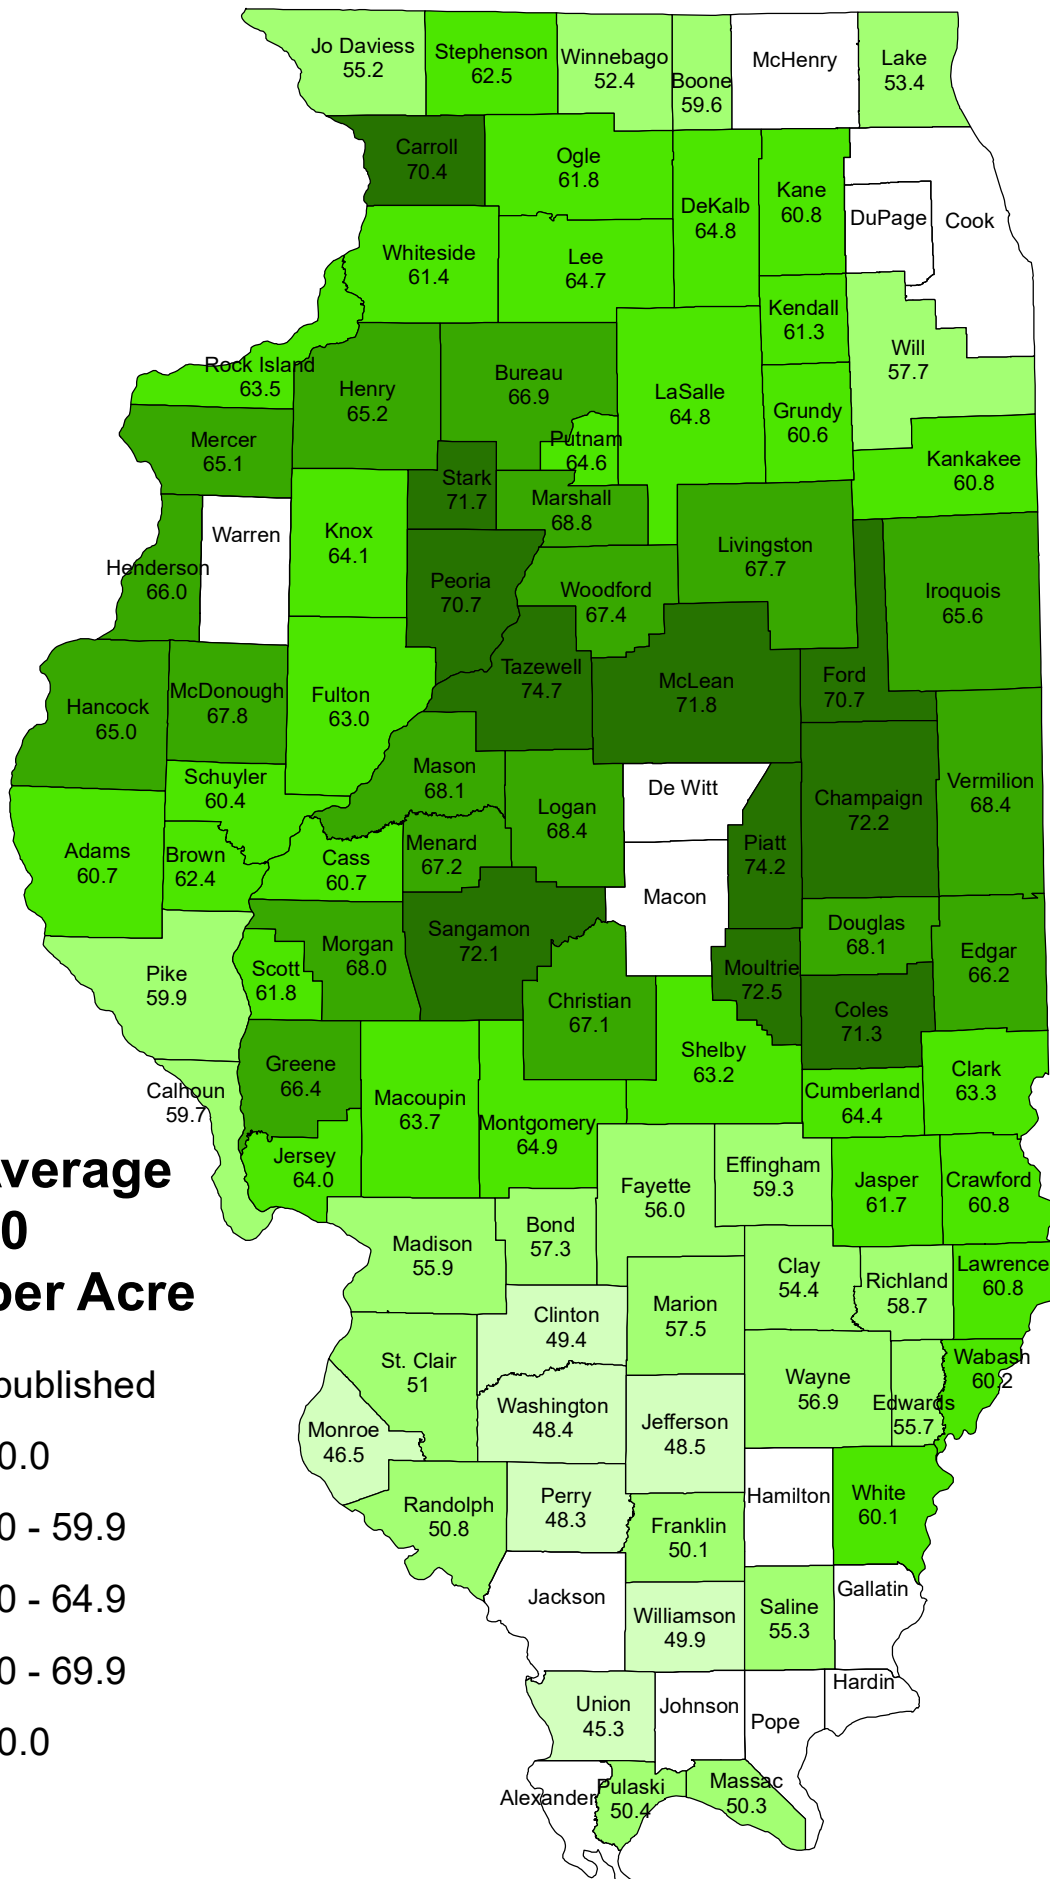 Jo Daviess
55.2
Stephenson
62.5
Winnebago
52.4
Boone
59.6
McHenry
Lake
53.4
Carroll
70.4
Ogle
61.8
DeKalb
64.8
Kane
60.8
DuPage
Cook
Whiteside
61.4
Lee
64.7
Kendall
61.3
Will
57.7
Rock Island
63.5
Henry
65.2
Bureau
66.9
LaSalle
64.8
Grundy
60.6
Mercer
65.1
Putnam
64.6
Kankakee
60.8
Stark
71.7
Marshall
68.8
Warren
Knox
64.1
Livingston
67.7
Henderson
66.0
Peoria
70.7
Woodford
67.4
Iroquois
65.6
Hancock
65.0
McDonough
67.8
Fulton
63.0
Tazewell
74.7
McLean
71.8
Ford
70.7
Schuyler
60.4
Mason
68.1
Logan
68.4
De Witt
Champaign
72.2
Vermilion
68.4
Adams
60.7
Brown
62.4
Cass
60.7
Menard
67.2
Piatt
74.2
Macon
Pike
59.9
Scott
61.8
Morgan
68.0
Sangamon
72.1
Christian
67.1
Moultrie
72.5
Douglas
68.1
Edgar
66.2
Coles
71.3
Calhoun
59.7
Greene
66.4
Macoupin
63.7
Montgomery
64.9
Shelby
63.2
Cumberland
64.4
Clark
63.3
Jersey
64.0
Fayette
56.0
Effingham
59.3
Jasper
61.7
Crawford
60.8
Madison
55.9
Bond
57.3
Clay
54.4
Richland
58.7
Lawrence
60.8
Clinton
49.4
Marion
57.5
St. Clair
51
Wayne
56.9
Edwards
55.7
Wabash
60.2
Monroe
46.5
Washington
48.4
Jefferson
48.5
Randolph
50.8
Perry
48.3
Franklin
50.1
Hamilton
White
60.1
Jackson
Williamson
49.9
Saline
55.3
Gallatin
Union
45.3
Johnson
Pope
Hardin
Alexander
Pulaski
50.4
Massac
50.3
verage
0
per Acre
published
0.0
0 - 59.9
0 - 64.9
0 - 69.9
0.0